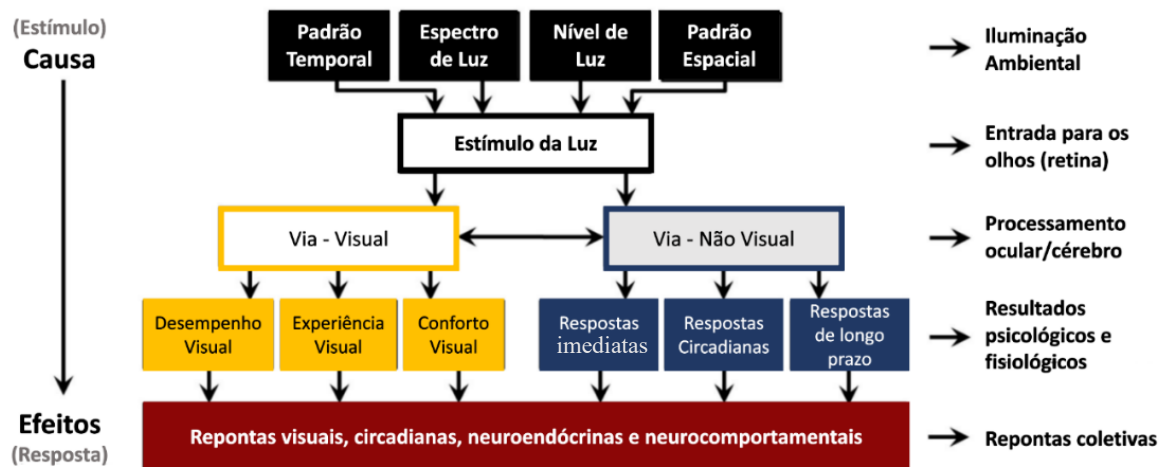 (Estímulo)
Causa
Padrão
Temporal
Espectro
de Luz
Nível de
Luz
Padrão
Espacial
Iluminação
Ambiental
Estímulo da Luz
Entrada para os
olhos (retina)
Via - Visual
Via - Não Visual
Processamento
ocular/cérebro
Desempenho
Visual
Experiência
Visual
Conforto
Visual
Respostas
imediatas
Respostas
Circadianas
Respostas
de longo
prazo
Resultados
psicológicos e
fisiológicos
Efeitos
(Resposta)
Repontas visuais, circadianas, neuroendócrinas e neurocomportamentais
Repontas coletivas